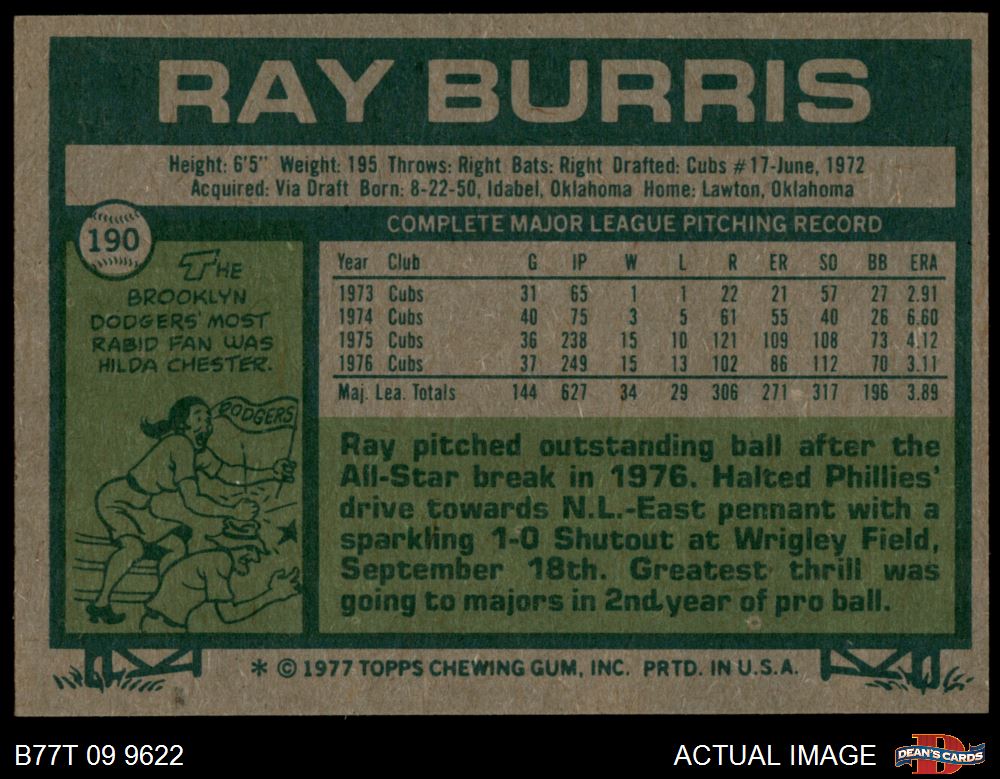 RAY BURRIS
Height: 6'5" Weight: 195 Throws: Right Bats: Right Drafted: Cubs #17-June, 1972
Acquired: Via Draft Born: 8-22-50, Idabel, Oklahoma Home: Lawton, Oklahoma
190
THE
BROOKLYN
DODGERS' MOST
RABID FAN WAS
HILDA CHESTER.
DODGERS
COMPLETE MAJOR LEAGUE PITCHING RECORD
Year Club G IP W L R ER SO BB ERA
1973 Cubs 31 65 1 1 22 21 57 27 2.91
1974 Cubs 40 75 3 5 61 55 40 26 6.60
1975 Cubs 36 238 15 10 121 109 108 73 4.12
1976 Cubs 37 249 15 13 102 86 112 70 3.11
Maj. Lea. Totals 144 627 34 29 306 271 317 196 3.89
Ray pitched outstanding ball after the
All-Star break in 1976. Halted Phillies'
drive towards N.L.-East pennant with a
sparkling 1-0 Shutout at Wrigley Field,
September 18th. Greatest thrill was
going to majors in 2nd year of pro ball.
* © 1977 TOPPS CHEWING GUM, INC. PRTD. IN U.S.A.
B77T 09 9622 ACTUAL IMAGE
DEAN'S CARDS